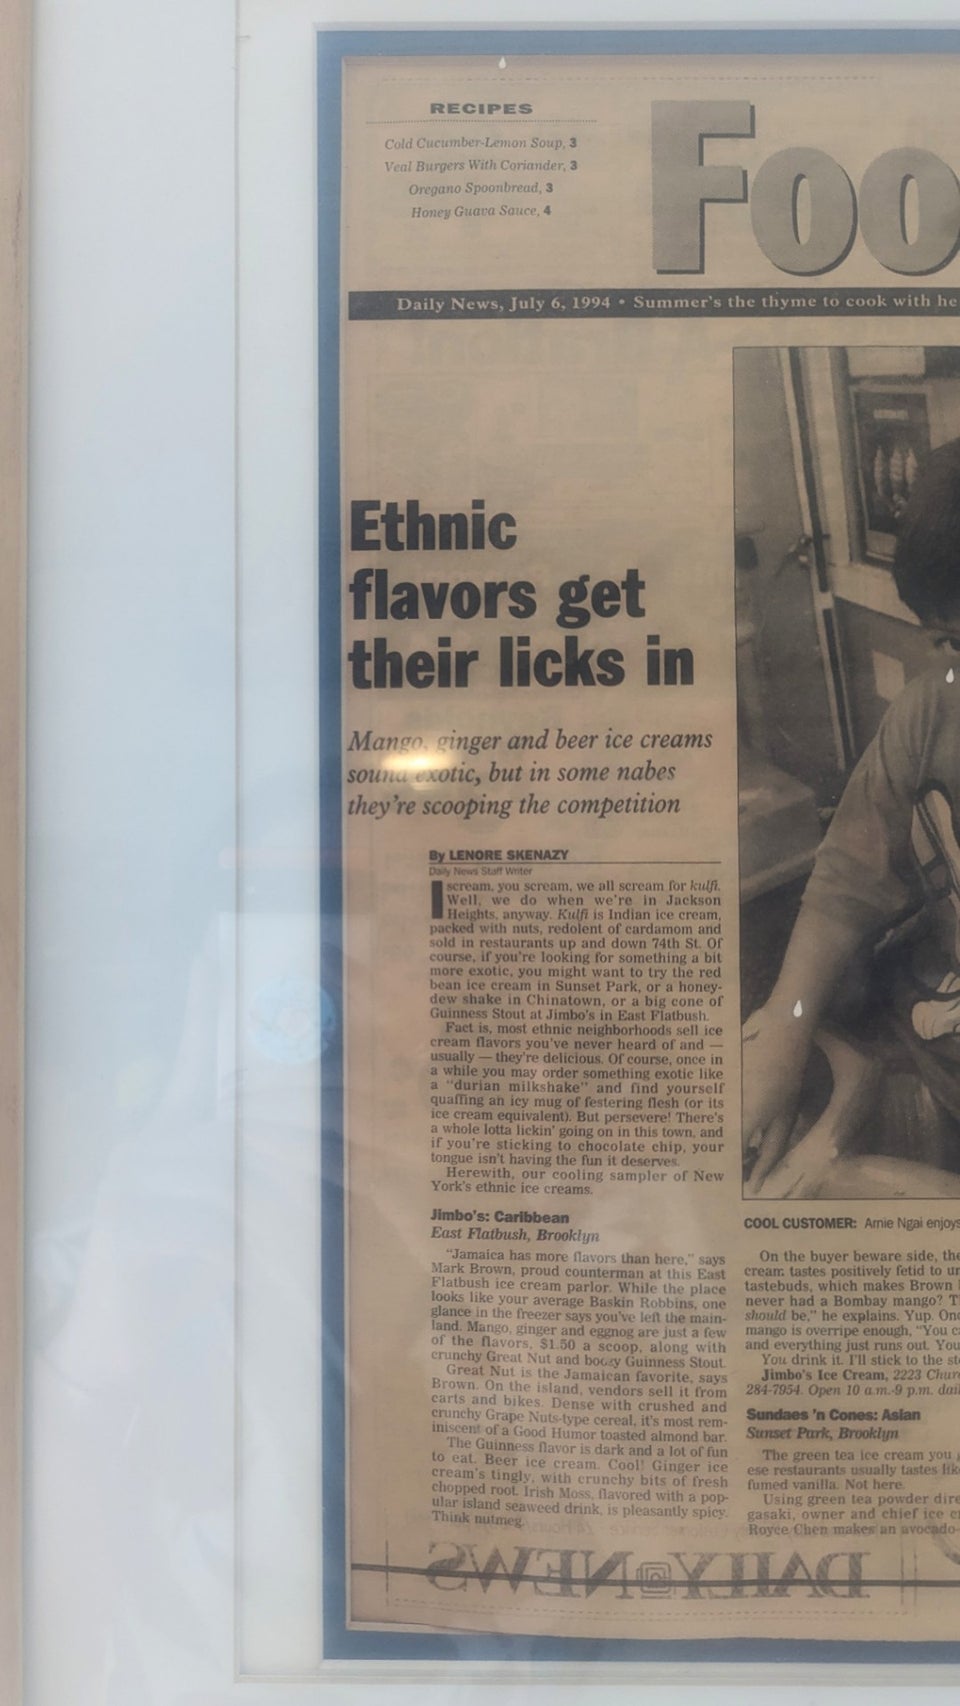 RECIPES
Cold Cucumber-Lemon Soup, 3
Veal Burgers With Coriander, 3
Oregano Spoonbread, 3
Honey Guava Sauce, 4
Foo
Daily News, July 6, 1994 • Summer's the thyme to cook with he
Ethnic
flavors get
their licks in
Mango, ginger and beer ice creams
sound exotic, but in some nabes
they're scooping the competition
By LENORE SKENAZY
Daily News Staff Writer
I scream, you scream, we all scream for kulfi.
Well, we do when we're in Jackson
Heights, anyway. Kulfi is Indian ice cream,
packed with nuts, redolent of cardamom and
sold in restaurants up and down 74th St. Of
course, if you're looking for something a bit
more exotic, you might want to try the red
bean ice cream in Sunset Park, or a honey-
dew shake in Chinatown, or a big cone of
Guinness Stout at Jimbo's in East Flatbush.
Fact is, most ethnic neighborhoods sell ice
cream flavors you've never heard of and —
usually — they're delicious. Of course, once in
a while you may order something exotic like
a "durian milkshake" and find yourself
quaffing an icy mug of festering flesh (or its
ice cream equivalent). But persevere! There's
a whole lotta lickin' going on in this town, and
if you're sticking to chocolate chip, your
tongue isn't having the fun it deserves.
Herewith, our cooling sampler of New
York's ethnic ice creams.
Jimbo's: Caribbean
East Flatbush, Brooklyn
"Jamaica has more flavors than here," says
Mark Brown, proud counterman at this East
Flatbush ice cream parlor. While the place
looks like your average Baskin Robbins, one
glance in the freezer says you've left the main-
land. Mango, ginger and eggnog are just a few
of the flavors, $1.50 a scoop, along with
crunchy Great Nut and boozy Guinness Stout.
Great Nut is the Jamaican favorite, says
Brown. On the island, vendors sell it from
carts and bikes. Dense with crushed and
crunchy Grape Nuts-type cereal, it's most rem-
iniscent of a Good Humor toasted almond bar.
The Guinness flavor is dark and a lot of fun
to eat. Beer ice cream. Cool! Ginger ice
cream's tingly, with crunchy bits of fresh
chopped root. Irish Moss, flavored with a pop-
ular island seaweed drink, is pleasantly spicy.
Think nutmeg.
COOL CUSTOMER: Arnie Ngai enjoys
On the buyer beware side, the
cream tastes positively fetid to un
tastebuds, which makes Brown
never had a Bombay mango? T
should be," he explains. Yup. Onc
mango is overripe enough, "You ca
and everything just runs out. You
You drink it. I'll stick to the st
Jimbo's Ice Cream, 2223 Churc
284-7954. Open 10 a.m.-9 p.m. dail
Sundaes 'n Cones: Asian
Sunset Park, Brooklyn
The green tea ice cream you
ese restaurants usually tastes lik
fumed vanilla. Not here.
Using green tea powder dire
gasaki, owner and chief ice cr
Royce Chen makes an avocado-
DAILY NEWS